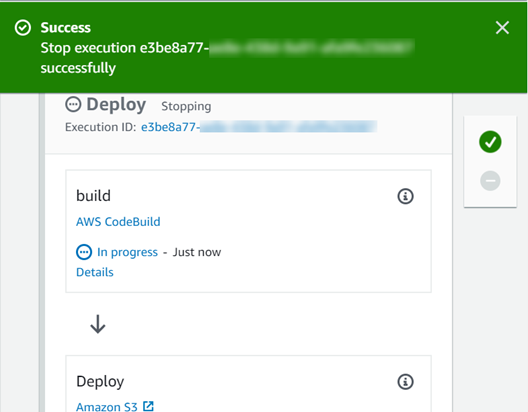 Success
Stop execution e3be8a77-
successfully
Deploy Stopping
Execution ID: e3be8a77-
build
AWS CodeBuild
In progress - Just now
Details
Deploy
Amazon S3